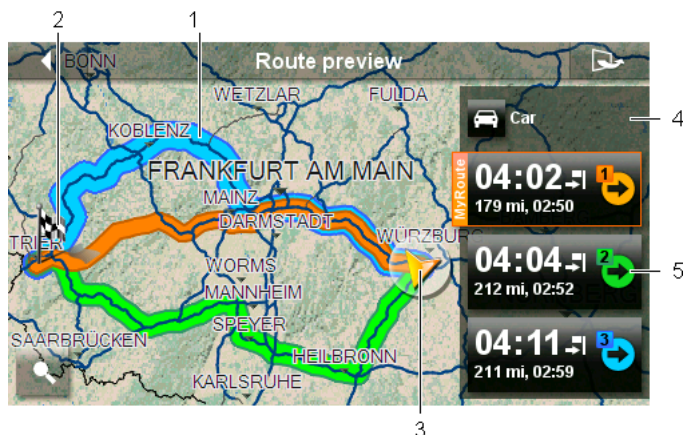 2
1
BONN
Route preview
WETZLAR
FULDA
KOBLENZ
Car
4
FRANKFURT AM MAIN
MyRoute
04:02
1
179 mi, 02:50
MAINZ
DARMSTADT
TRIER
WÜRZBURG
WORMS
04:04
2
5
212 mi, 02:52
MANNHEIM
SPEYER
SAARBRÜCKEN
HEILBRONN
04:11
3
211 mi, 02:59
KARLSRUHE
3